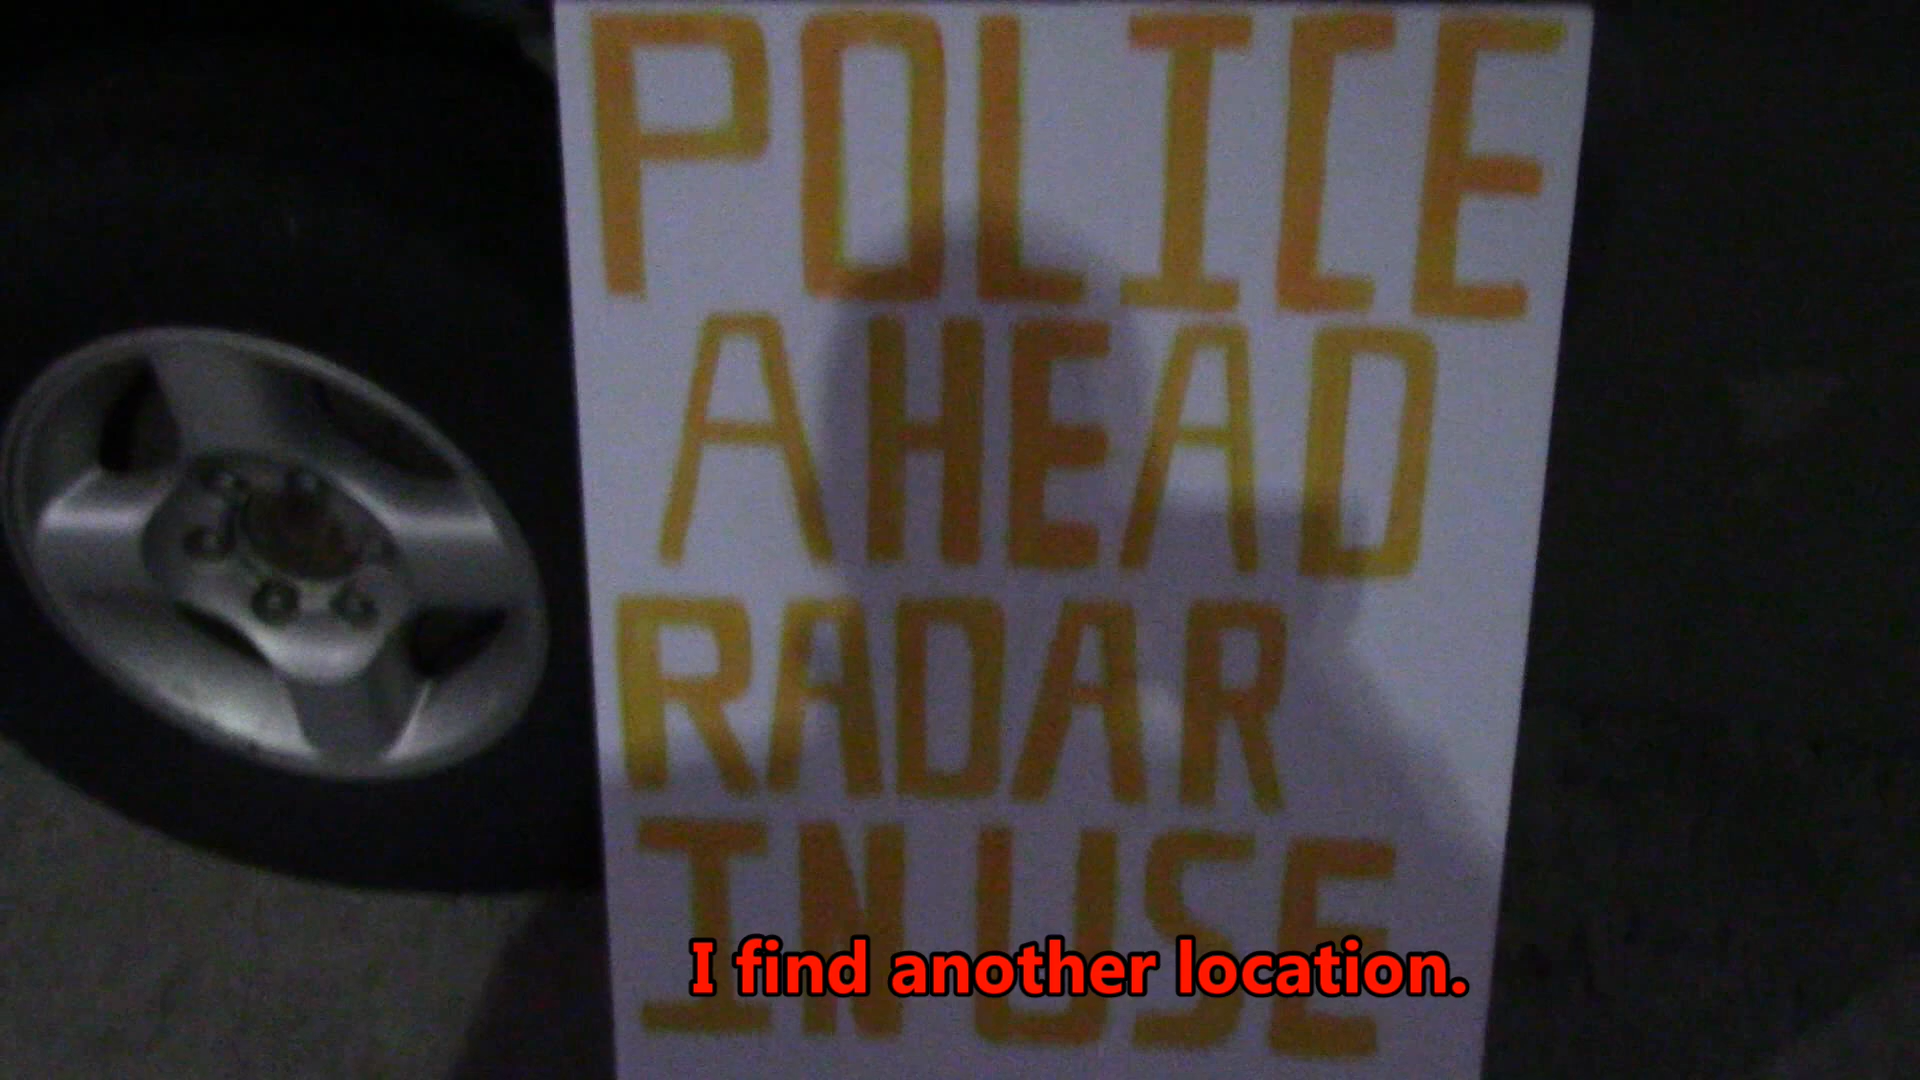 POLICE
AHEAD
RADAR
IN USE
I find another location.